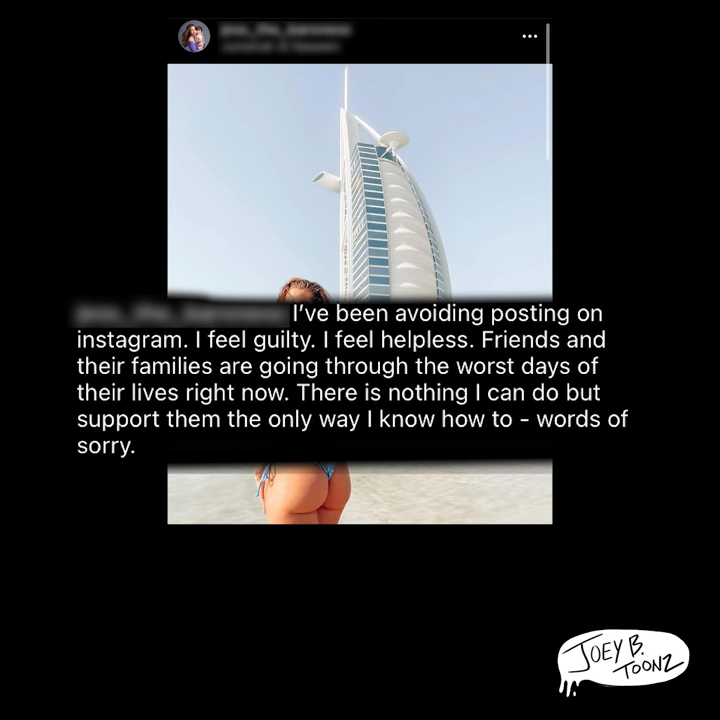 I've been avoiding posting on
instagram. I feel guilty. I feel helpless. Friends and
their families are going through the worst days of
their lives right now. There is nothing I can do but
support them the only way I know how to - words of
sorry.
JOEY B.
TOONZ